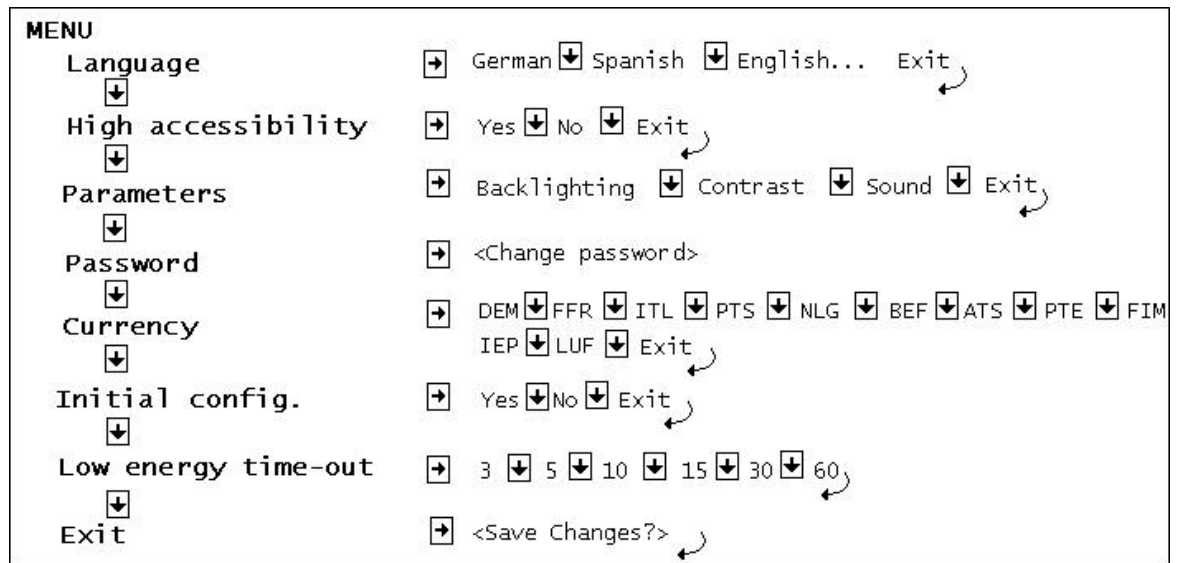 MENU
Language German Spanish English... Exit
High accessibility Yes No Exit
Parameters Backlighting Contrast Sound Exit
Password <Change password>
Currency DEM FFR ITL PTS NLG BEF ATS PTE FIM
IEP LUF Exit
Initial config. Yes No Exit
Low energy time-out 3 5 10 15 30 60
Exit <Save Changes?>